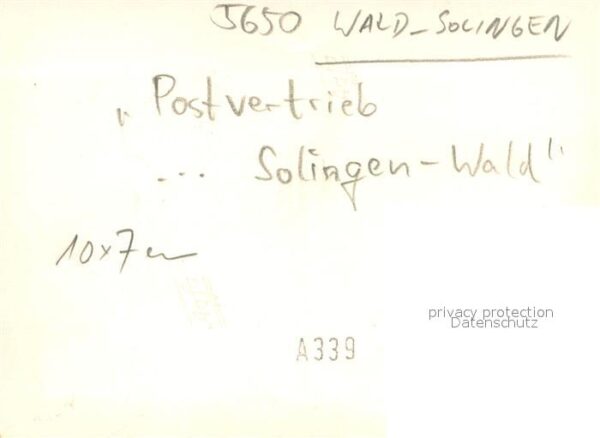 5650 WALD-SOLINGEN
„Postvertrieb
... Solingen-Wald"
10x7cm
privacy protection
Datenschutz
A339